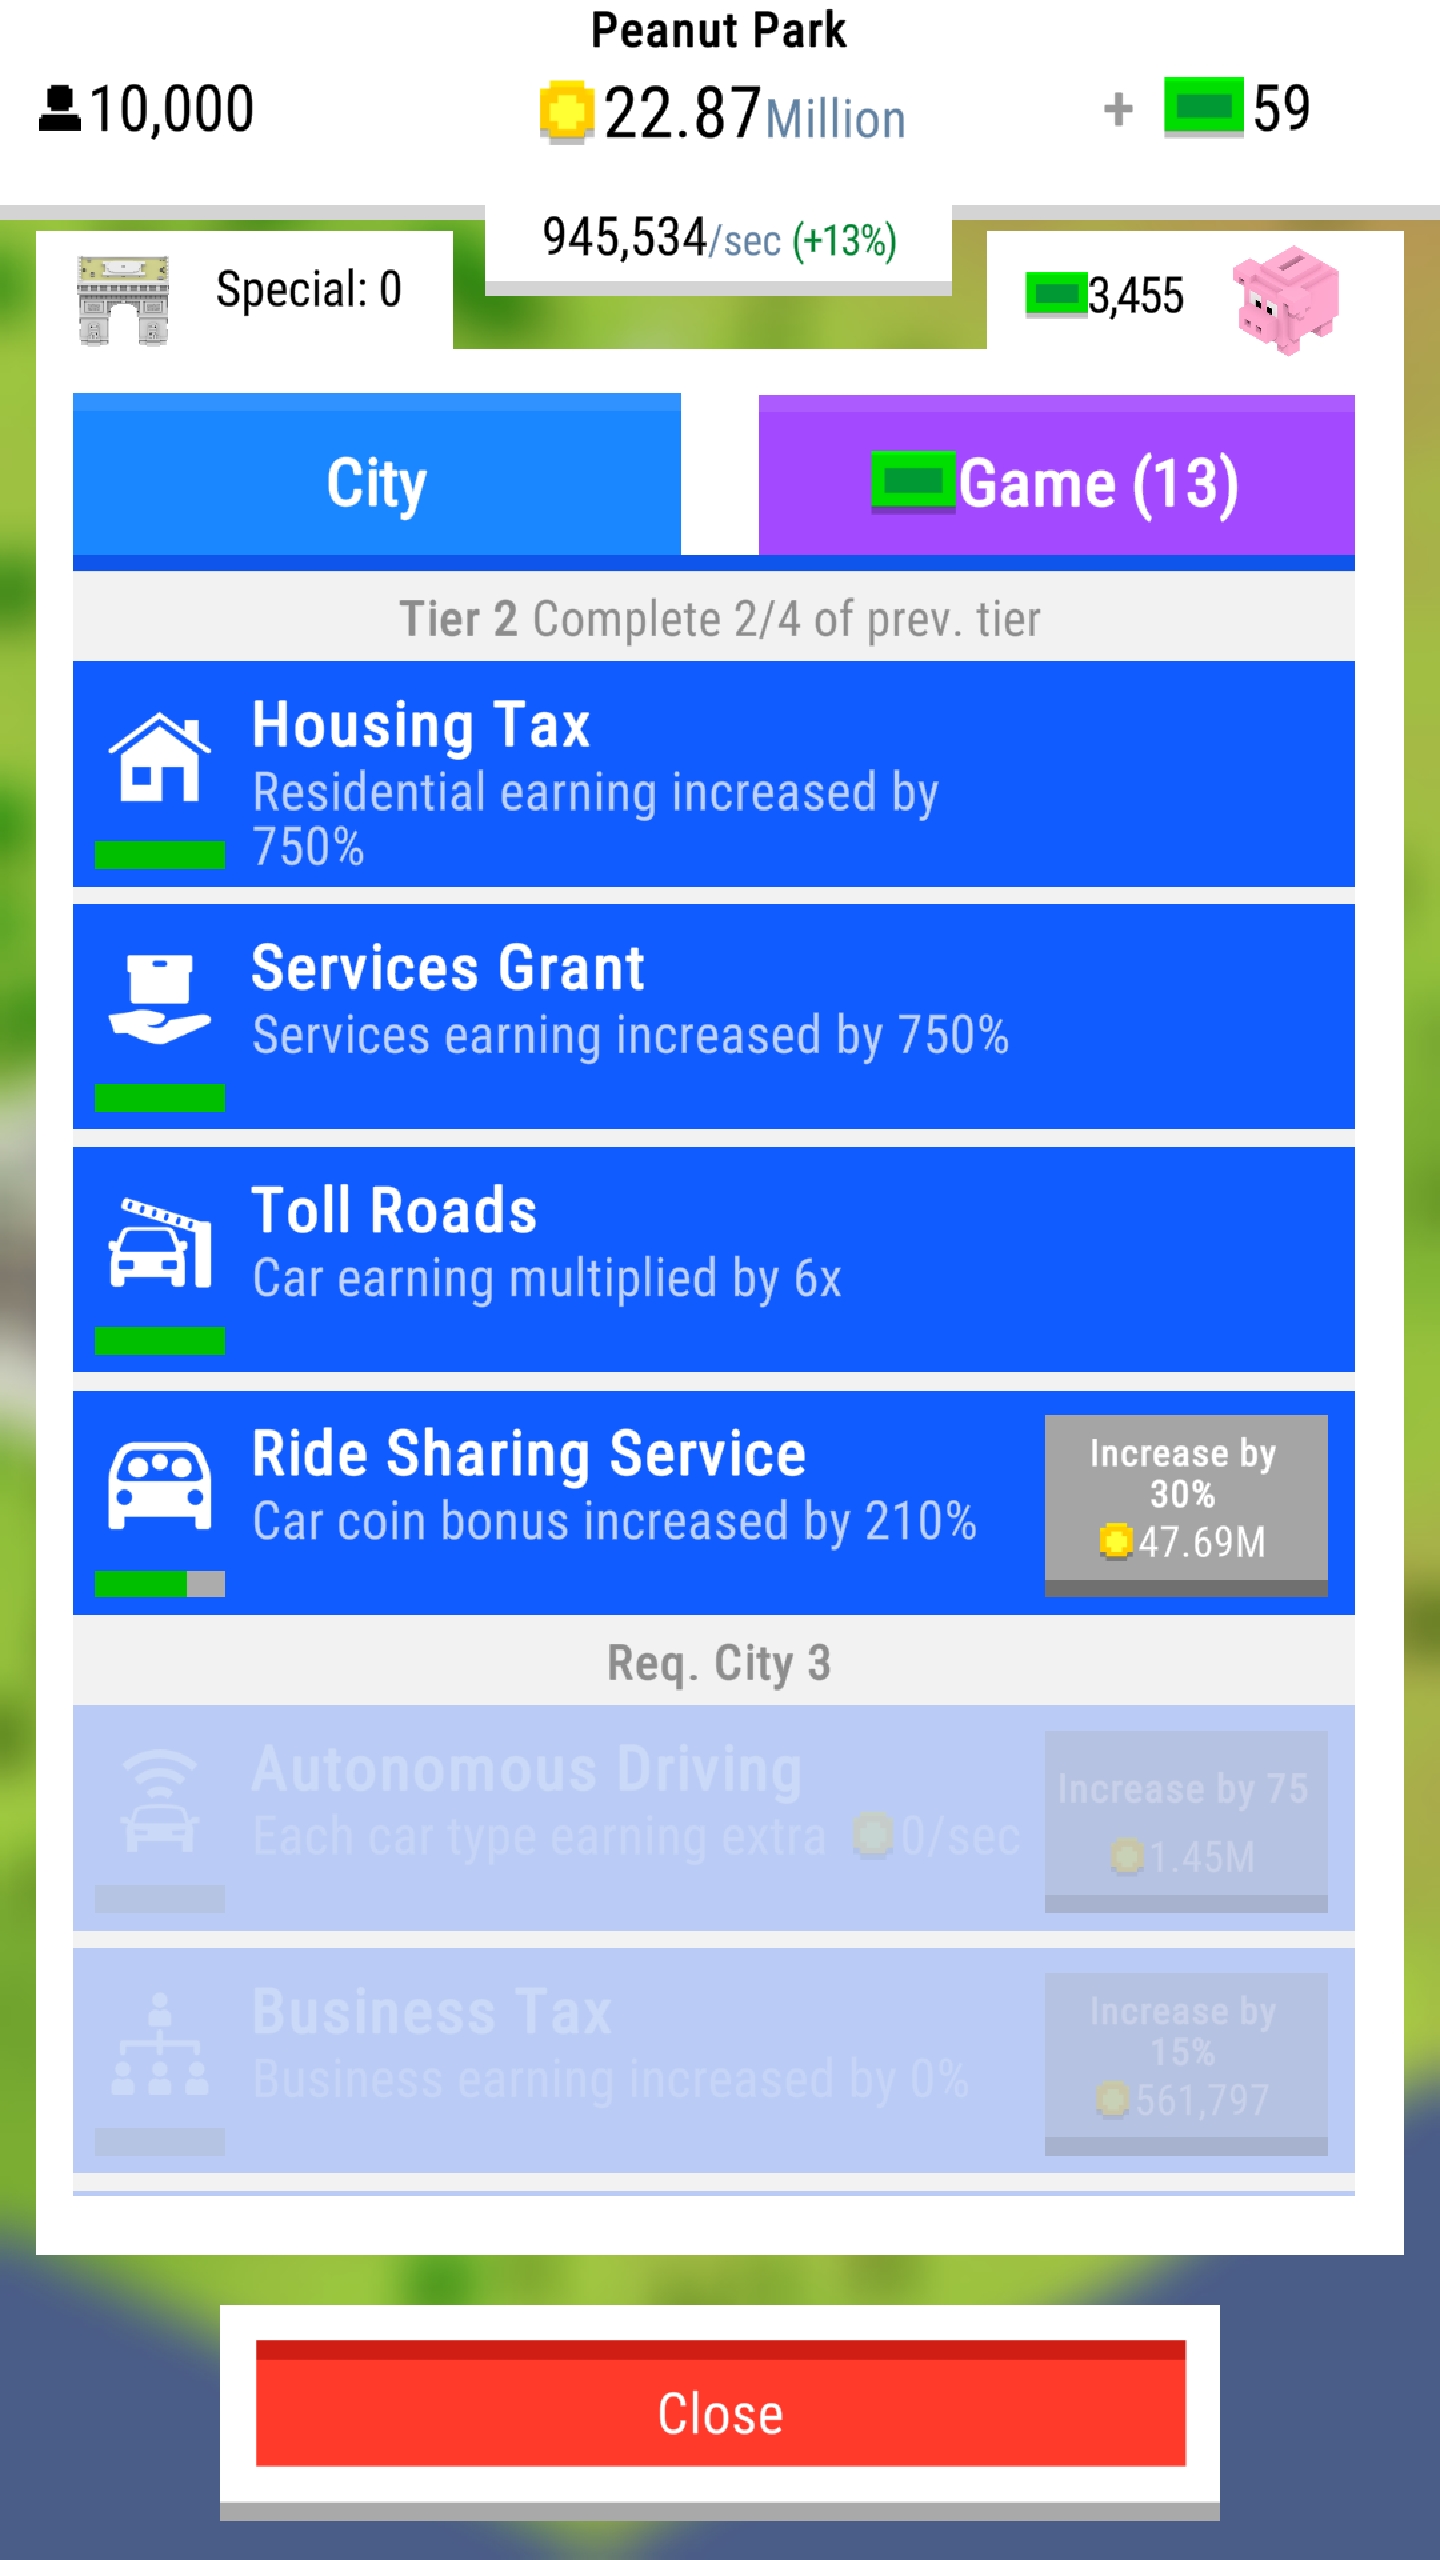 Peanut Park
10,000
22.87Million
+ 59
945,534/sec (+13%)
Special: 0
3,455
City
Game (13)
Tier 2 Complete 2/4 of prev. tier
Housing Tax
Residential earning increased by
750%
Services Grant
Services earning increased by 750%
Toll Roads
Car earning multiplied by 6x
Ride Sharing Service
Car coin bonus increased by 210%
Increase by
30%
47.69M
Req. City 3
Autonomous Driving
Each car type earning extra 0/sec
Increase by 75
1.45M
Business Tax
Business earning increased by 0%
Increase by
15%
561,797
Close